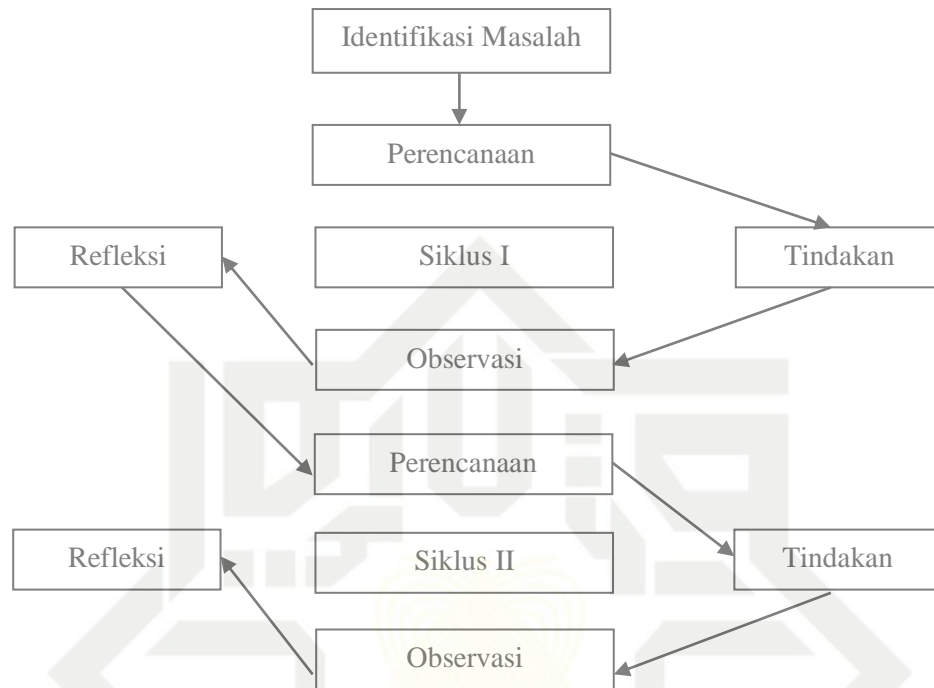 Identifikasi Masalah
Perencanaan
Refleksi
Siklus I
Tindakan
Observasi
Perencanaan
Refleksi
Siklus II
Tindakan
Observasi